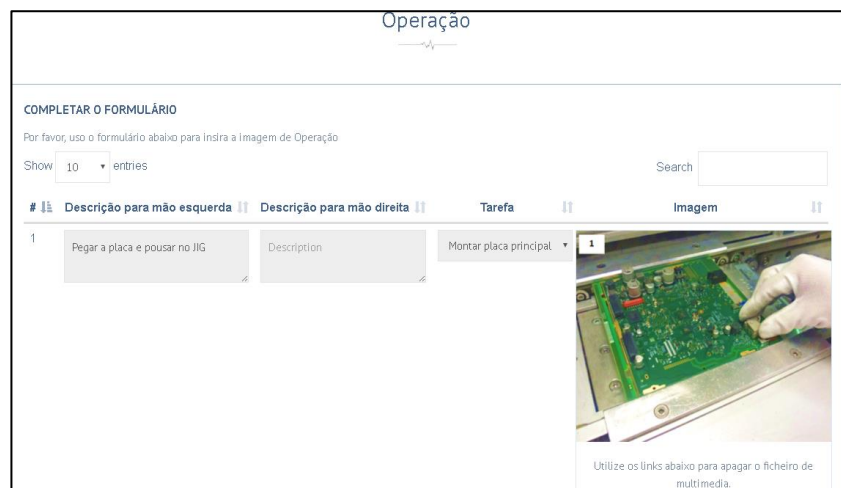 Operação
COMPLETAR O FORMULÁRIO
Por favor, uso o formulário abaixo para insira a imagem de Operação
Show 10 entries Search
# Descrição para mão esquerda Descrição para mão direita Tarefa Imagem
1 Pegar a placa e pousar no JIG Description Montar placa principal 1
Utilize os links abaixo para apagar o ficheiro de
multimedia.